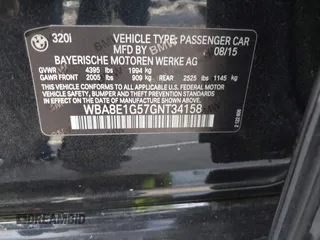 320i VEHICLE TYPE: PASSENGER CAR
MFD BY 08/15
BAYERISCHE MOTOREN WERKE AG
GVWR 4395 lbs 1994 kg
GAWR FRONT 2005 lbs 909 kg REAR 2525 lbs 1145 kg
WBA8E1G57GNT34158
THIS VEHICLE CONFORMS TO ALL APPLICABLE U.S. FEDERAL MOTOR
VEHICLE SAFETY, BUMPER AND THEFT PREVENTION STANDARDS IN EFFECT
ON THE DATE OF MANUFACTURE SHOWN ABOVE.